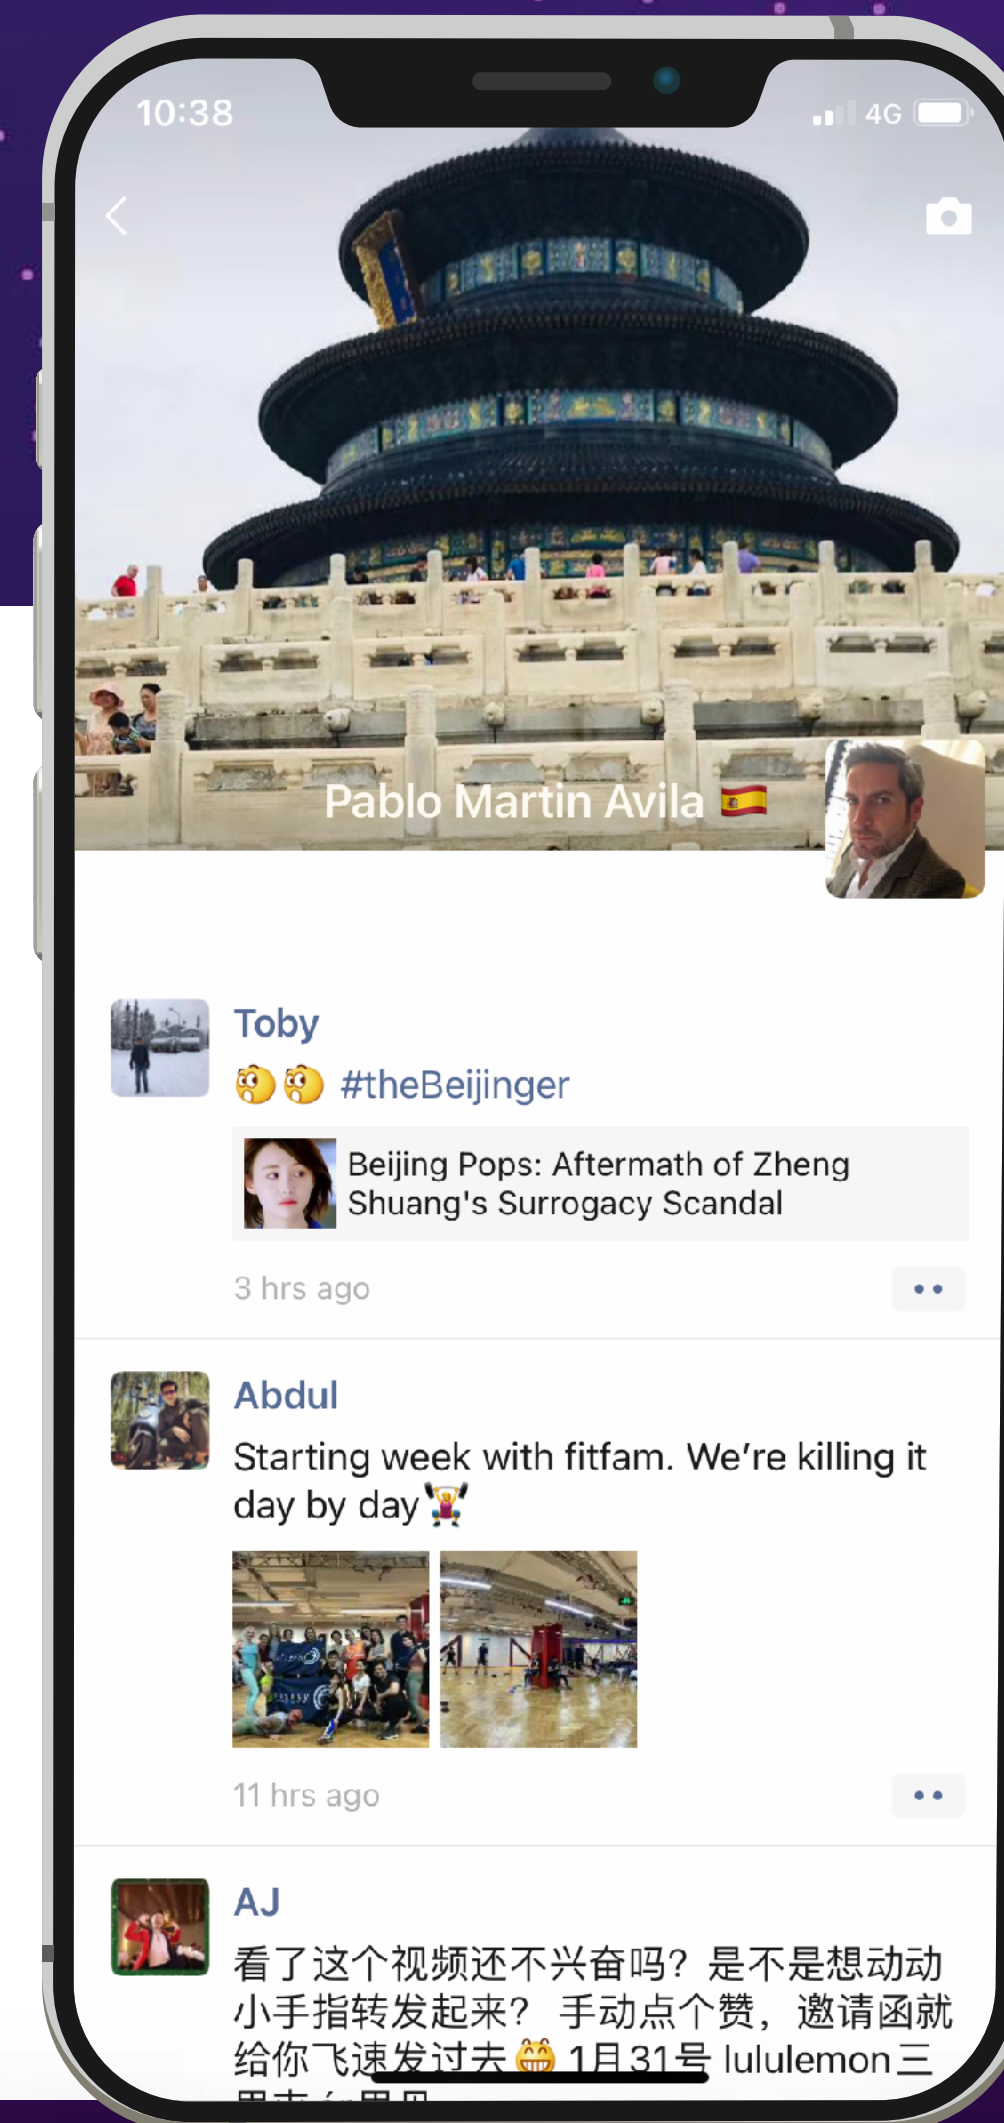 10:38
4G
Pablo Martin Avila 🇪🇸
Toby
#theBeijinger
Beijing Pops: Aftermath of Zheng
Shuang's Surrogacy Scandal
3 hrs ago
Abdul
Starting week with fitfam. We’re killing it
day by day🏋️
11 hrs ago
AJ
看了这个视频还不兴奋吗？是不是想动动
小手指转发起来？ 手动点个赞，邀请函就
给你飞速发过去😁 1月31号 lululemon三